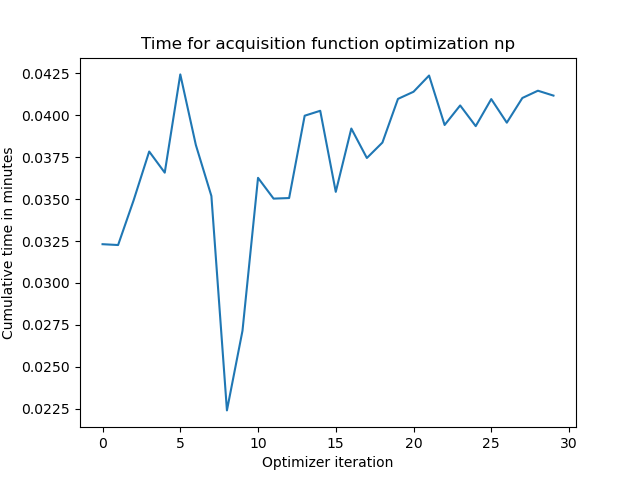 Time for acquisition function optimization np
Cumulative time in minutes
0.0425
0.0400
0.0375
0.0350
0.0325
0.0300
0.0275
0.0250
0.0225
0 5 10 15 20 25 30
Optimizer iteration